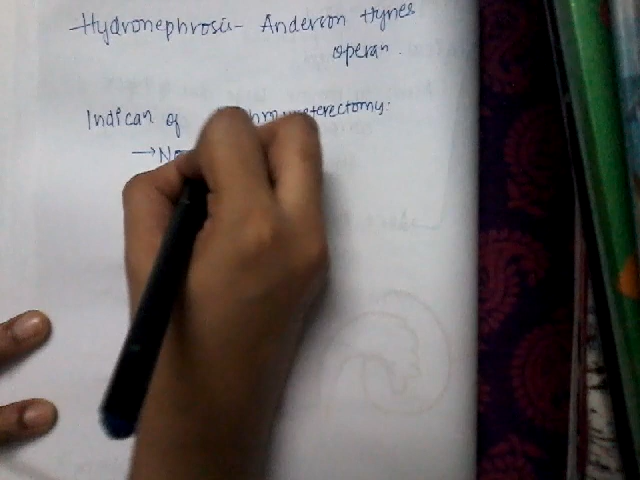 Hydronephrosis - Anderson Hynes
operan.
Indican of
→ N